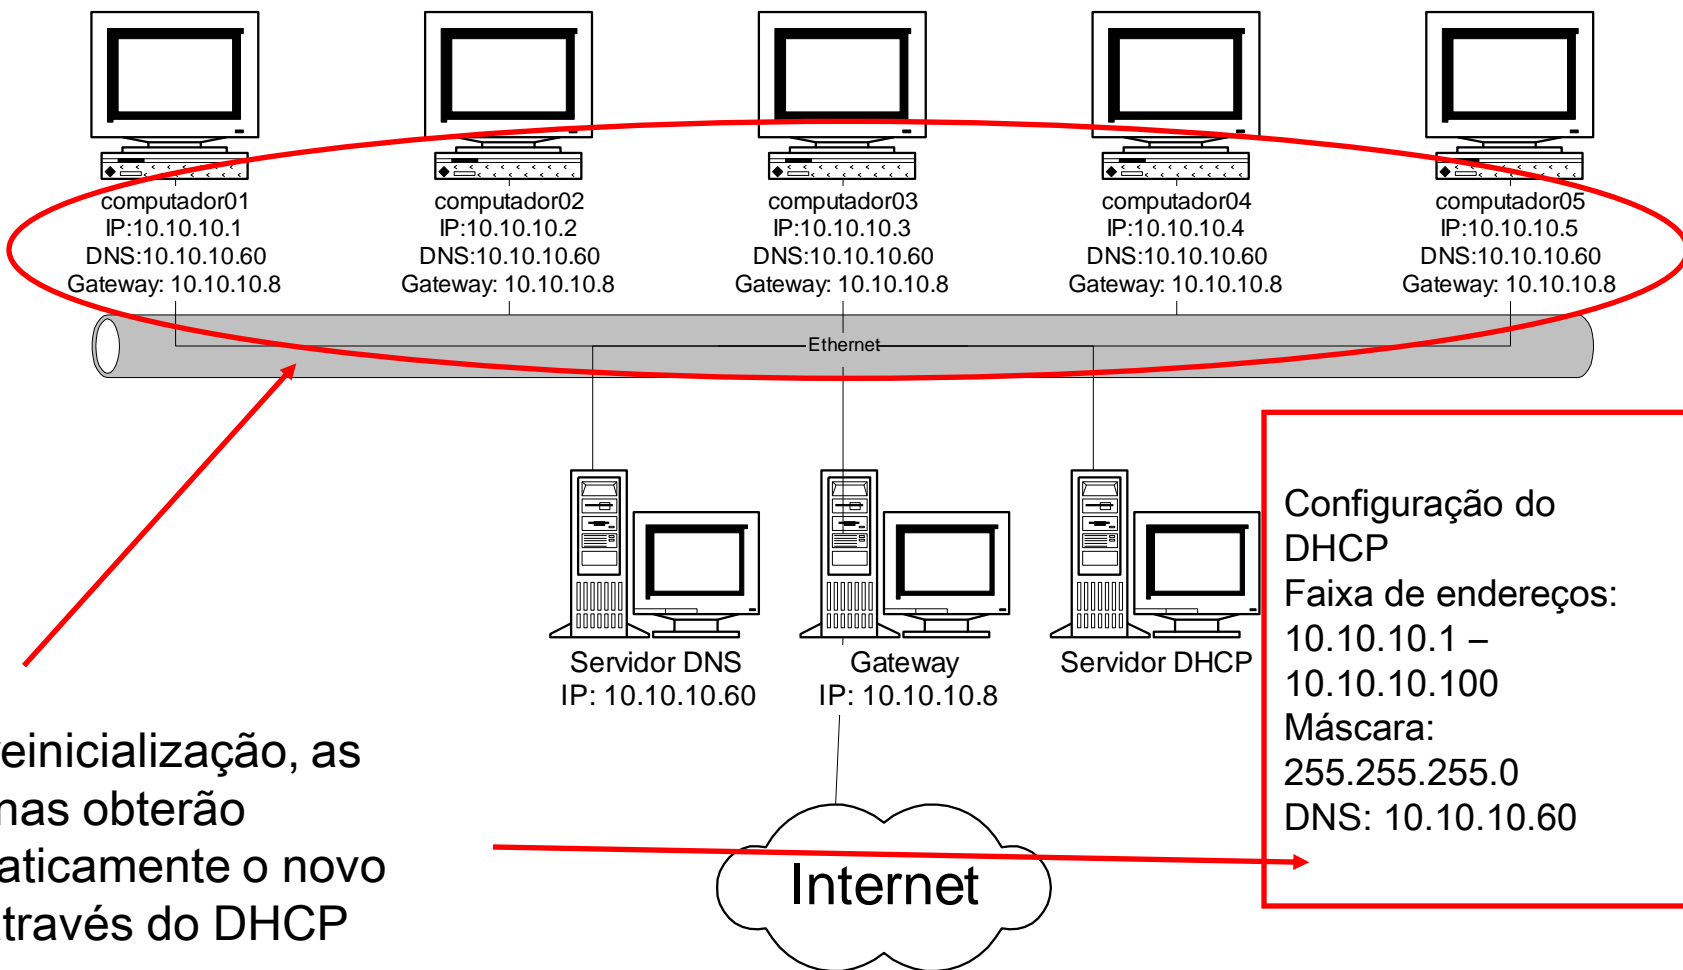 computador01
IP:10.10.10.1
DNS:10.10.10.60
Gateway: 10.10.10.8
computador02
IP:10.10.10.2
DNS:10.10.10.60
Gateway: 10.10.10.8
computador03
IP:10.10.10.3
DNS:10.10.10.60
Gateway: 10.10.10.8
computador04
IP:10.10.10.4
DNS:10.10.10.60
Gateway: 10.10.10.8
computador05
IP:10.10.10.5
DNS:10.10.10.60
Gateway: 10.10.10.8
Ethernet
Servidor DNS
IP: 10.10.10.60
Gateway
IP: 10.10.10.8
Servidor DHCP
Configuração do
DHCP
Faixa de endereços:
10.10.10.1 –
10.10.10.100
Máscara:
255.255.255.0
DNS: 10.10.10.60
einicialização, as
nas obterão
aticamente o novo
através do DHCP
Internet